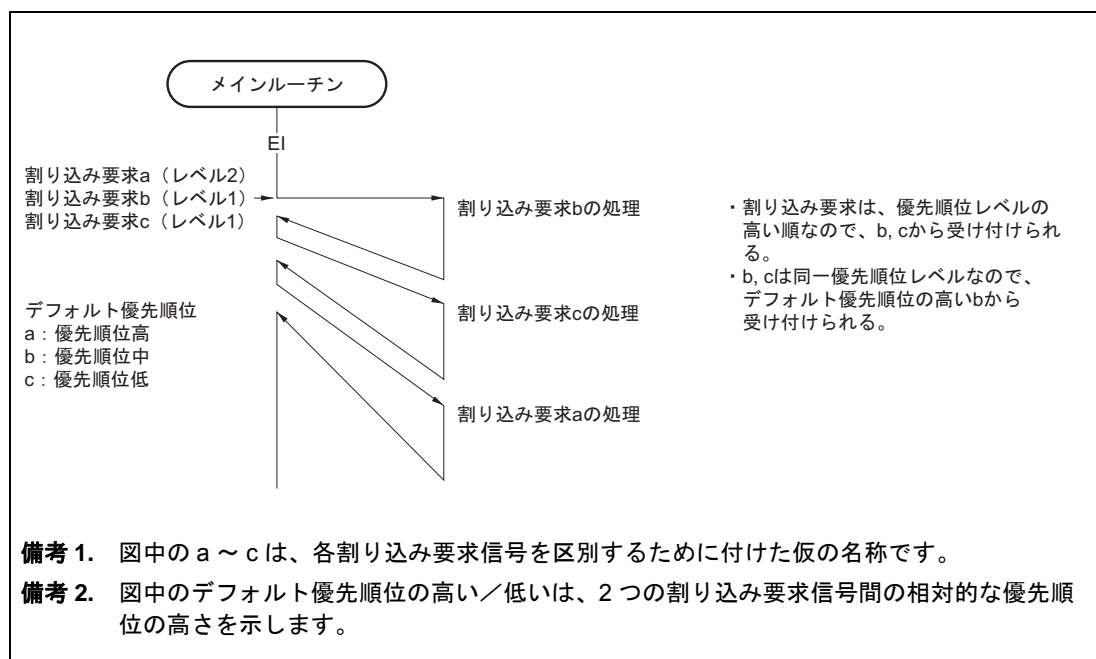 メインルーチン
EI
割り込み要求a（レベル2）
割り込み要求b（レベル1）
割り込み要求c（レベル1）
割り込み要求bの処理
・割り込み要求は、優先順位レベルの
高い順なので、b, cから受け付けられ
る。
・b, cは同一優先順位レベルなので、
デフォルト優先順位の高いbから
受け付けられる。
デフォルト優先順位
a：優先順位高
b：優先順位中
c：優先順位低
割り込み要求cの処理
割り込み要求aの処理
備考 1. 図中の a ～ c は、各割り込み要求信号を区別するために付けた仮の名称です。
備考 2. 図中のデフォルト優先順位の高い／低いは、2 つの割り込み要求信号間の相対的な優先順
位の高さを示します。